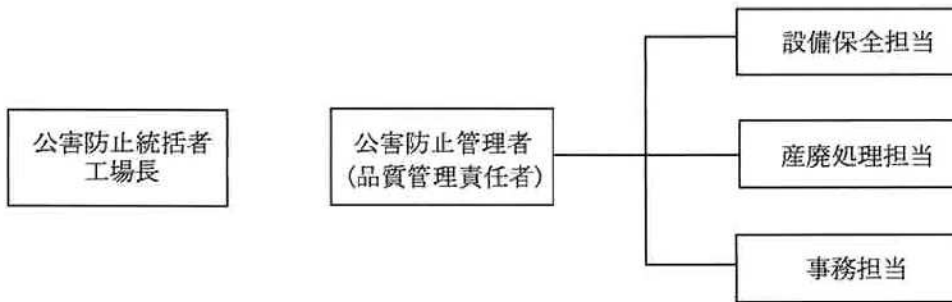 設備保全担当
公害防止統括者
工場長
公害防止管理者
(品質管理責任者)
産廃処理担当
事務担当